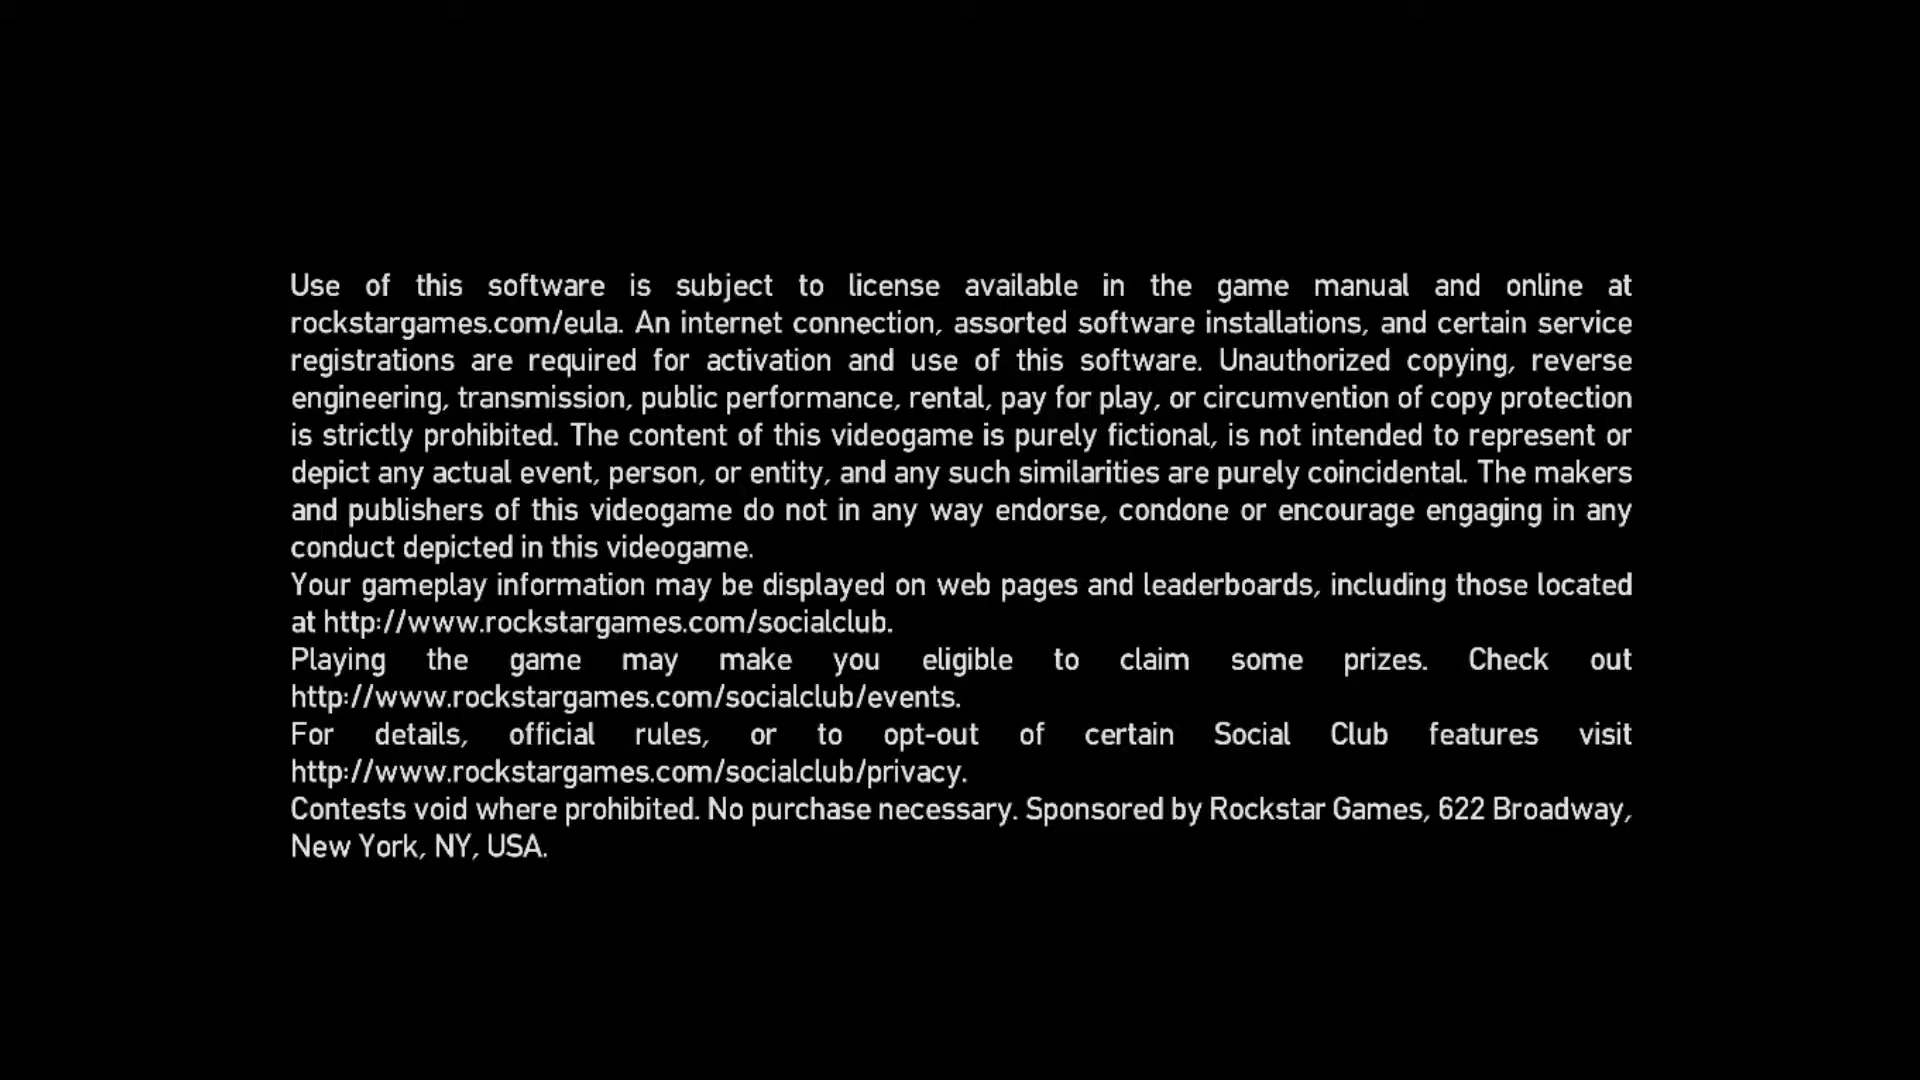 Use of this software is subject to license available in the game manual and online at
rockstargames.com/eula. An internet connection, assorted software installations, and certain service
registrations are required for activation and use of this software. Unauthorized copying, reverse
engineering, transmission, public performance, rental, pay for play, or circumvention of copy protection
is strictly prohibited. The content of this videogame is purely fictional, is not intended to represent or
depict any actual event, person, or entity, and any such similarities are purely coincidental. The makers
and publishers of this videogame do not in any way endorse, condone or encourage engaging in any
conduct depicted in this videogame.
Your gameplay information may be displayed on web pages and leaderboards, including those located
at http://www.rockstargames.com/socialclub.
Playing the game may make you eligible to claim some prizes. Check out
http://www.rockstargames.com/socialclub/events.
For details, official rules, or to opt-out of certain Social Club features visit
http://www.rockstargames.com/socialclub/privacy.
Contests void where prohibited. No purchase necessary. Sponsored by Rockstar Games, 622 Broadway,
New York, NY, USA.